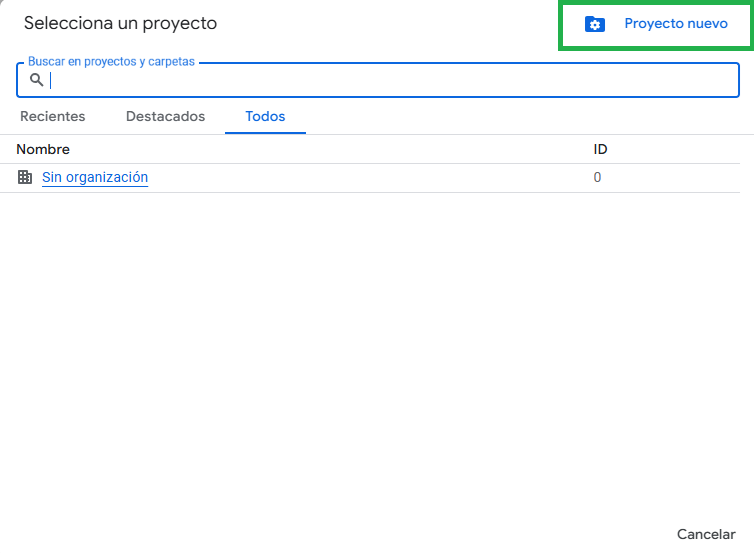 Selecciona un proyecto
Proyecto nuevo
Buscar en proyectos y carpetas
Recientes Destacados Todos
Nombre ID
Sin organización 0
Cancelar